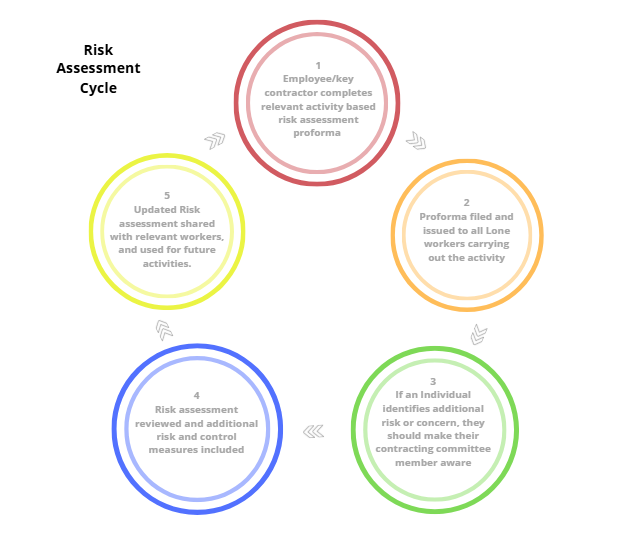 Risk
Assessment
Cycle
1
Employee/key
contractor completes
relevant activity based
risk assessment
proforma
2
Proforma filed and
issued to all Lone
workers carrying
out the activity
3
If an Individual
identifies additional
risk or concern, they
should make their
contracting committee
member aware
4
Risk assessment
reviewed and additional
risk and control
measures included
5
Updated Risk
assessment shared
with relevant workers,
and used for future
activities.